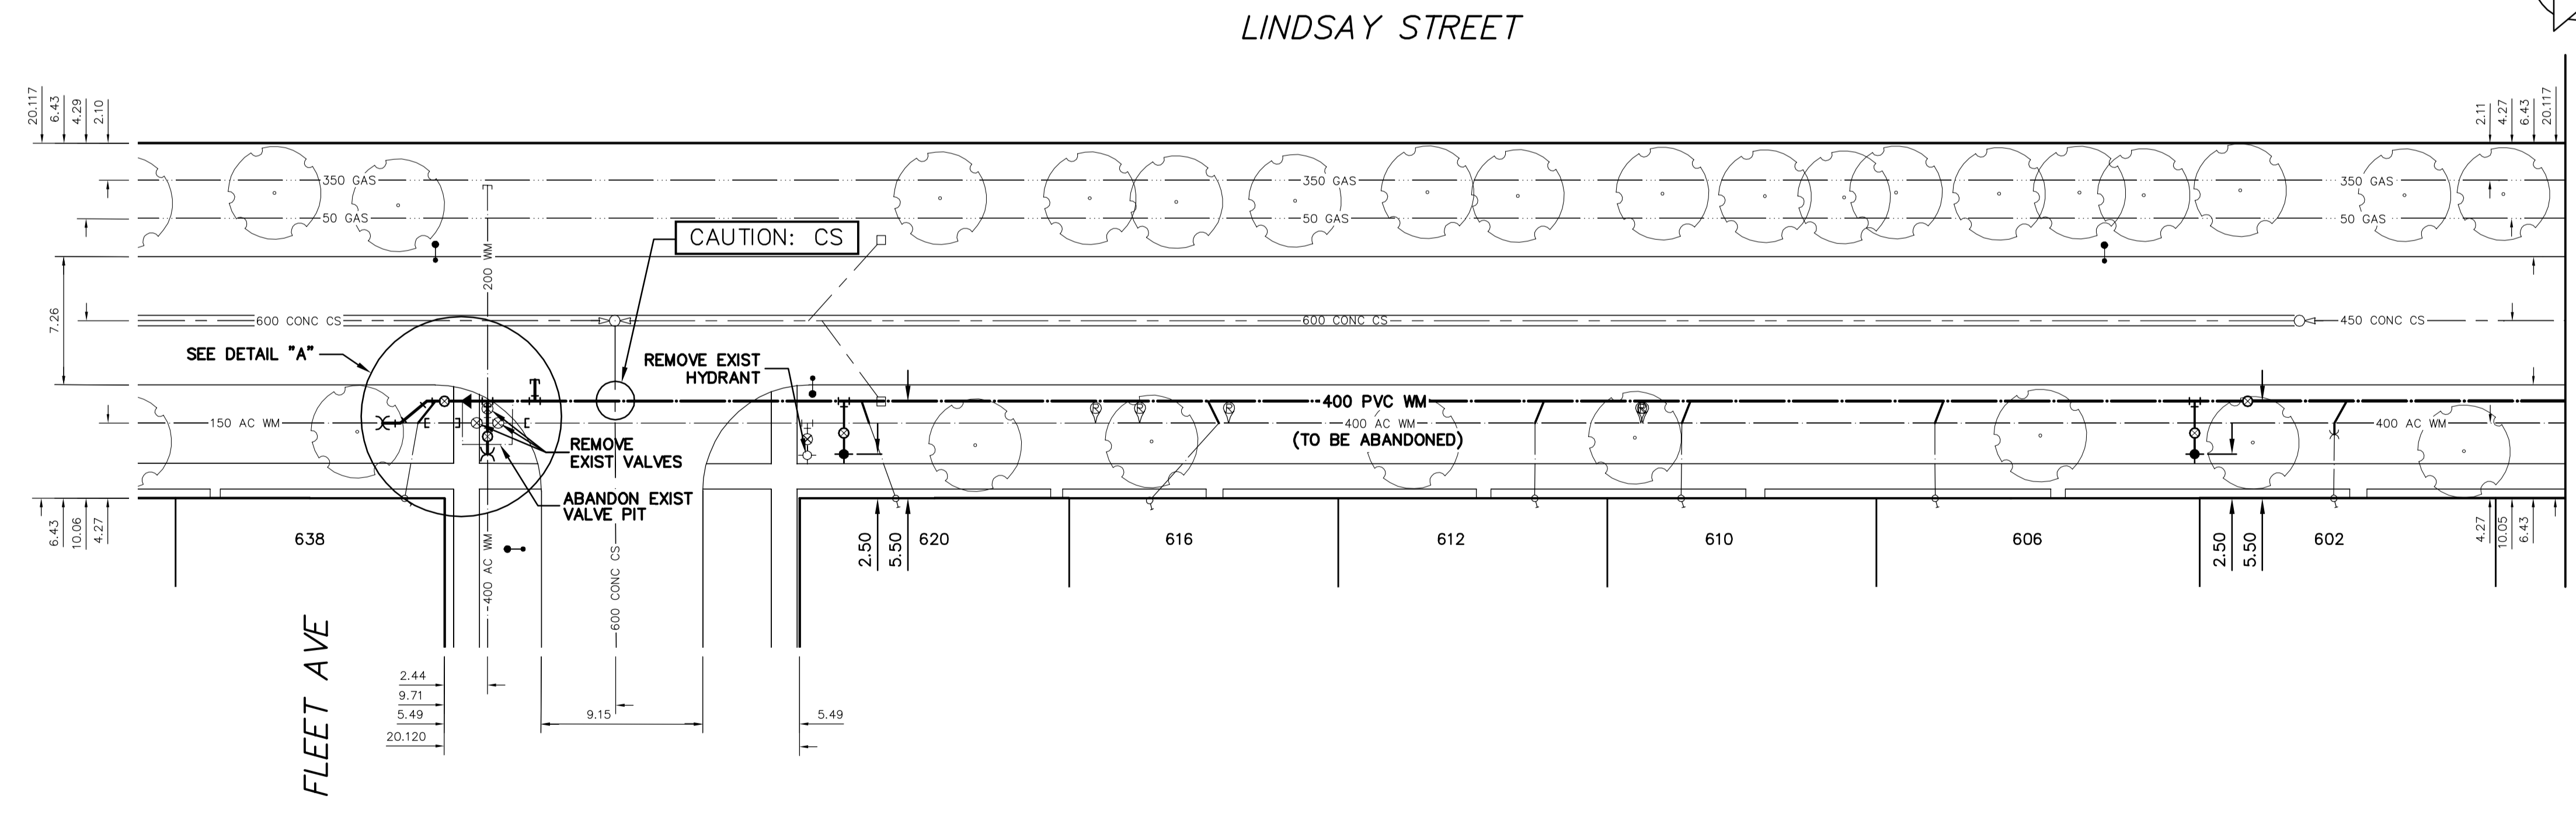 LINDSAY STREET
20.117
6.43
4.29
2.10
2.11
4.27
6.43
20.117
350 GAS
350 GAS
350 GAS
50 GAS
50 GAS
50 GAS
CAUTION: CS
200 WM
7.26
600 CONC CS
600 CONC CS
450 CONC CS
SEE DETAIL "A"
REMOVE EXIST
HYDRANT
400 PVC WM
150 AC WM
400 AC WM
400 AC WM
(TO BE ABANDONED)
R
R
R
R
REMOVE
EXIST VALVES
ABANDON EXIST
VALVE PIT
6.43
10.06
4.27
638
400 AC WM
600 CONC CS
2.50
5.50
620
616
612
610
606
2.50
5.50
602
4.27
10.05
6.43
FLEET AVE
2.44
9.71
5.49
20.120
9.15
5.49